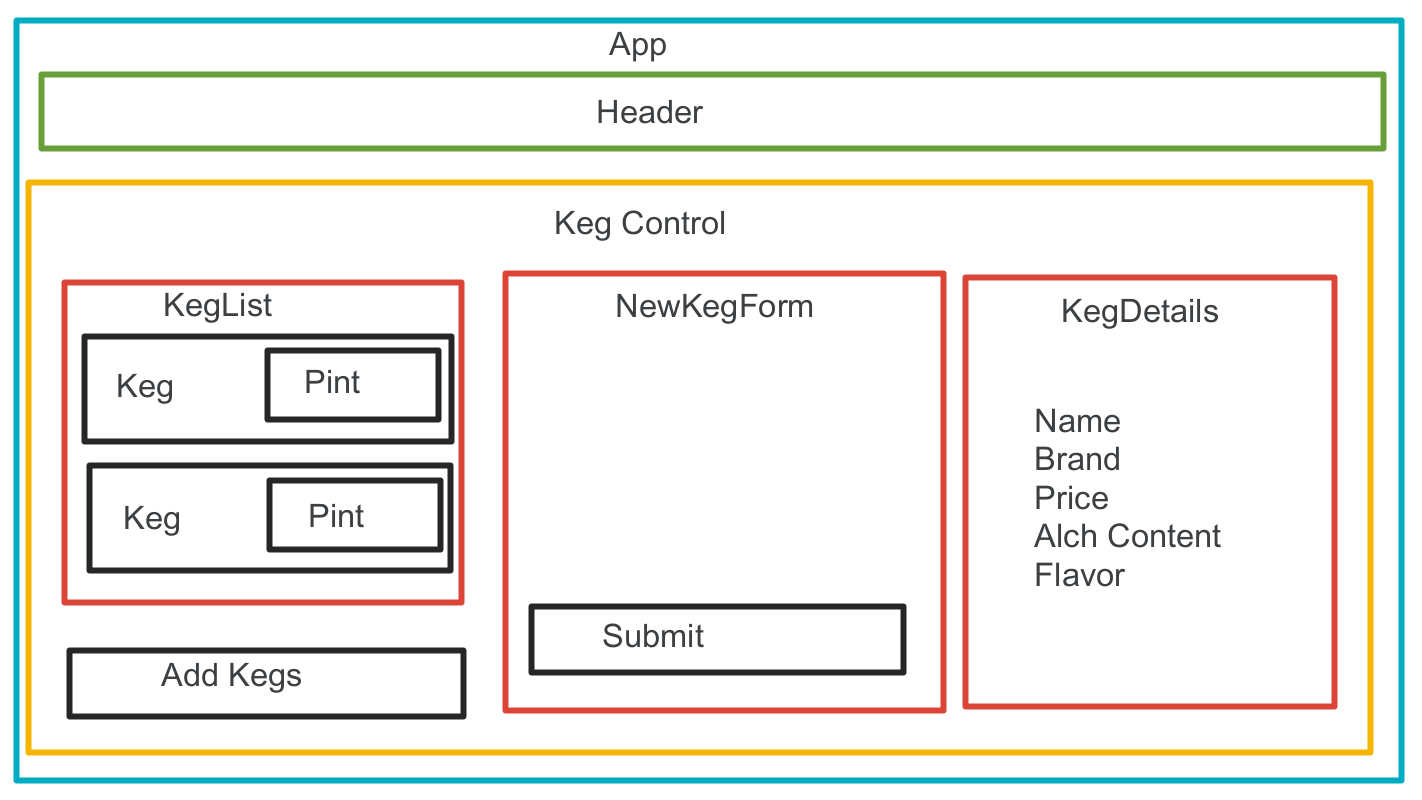 App
Header
Keg Control
KegList
Keg
Pint
Keg
Pint
Add Kegs
NewKegForm
Submit
KegDetails
Name
Brand
Price
Alch Content
Flavor